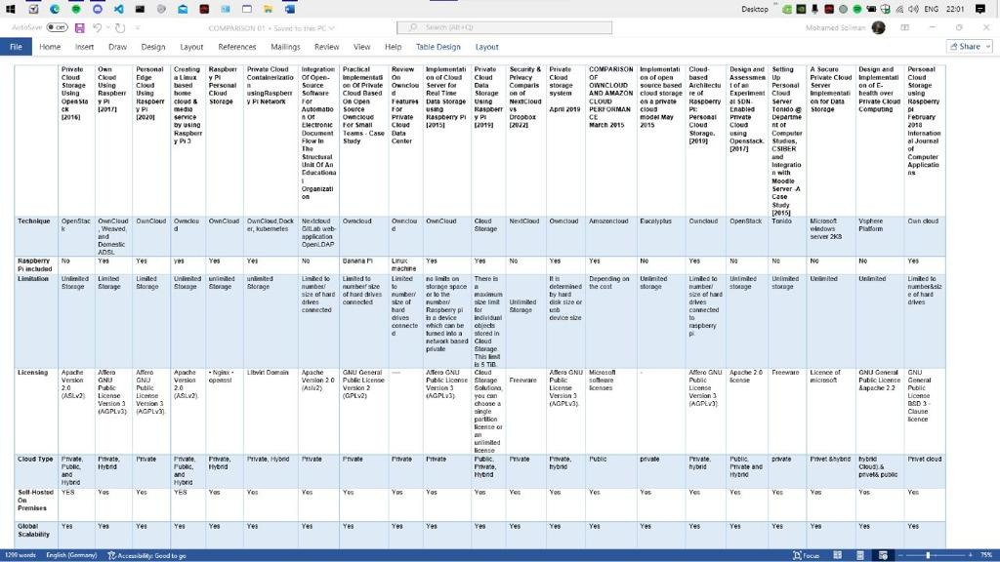 Desktop
ENG 22:01
AutoSave Off
COMPARISON 01 • Saved to this PC
Search (Alt+Q)
Mohamed Soliman
File Home Insert Draw Design Layout References Mailings Review View Help Table Design Layout
Share
Private Cloud Storage Using OpenStack [2016]
Own Cloud Using Raspberry Pi [2017]
Personal Edge Cloud Using Raspberry Pi [2020]
Creating a Linux based home cloud & media service by using Raspberry Pi 3
Raspberry Pi Personal Cloud Storage
Private Cloud Containerization usingRaspberry Pi Network
Integration Of Open-Source Software For Automation Of Electronic Document Flow In The Structural Unit Of An Educational Organization
Practical Implementation Of Private Cloud Based On Open Source Owncloud For Small Teams - Case Study
Review On Owncloud Features For Private Cloud Data Center
Implementation of Cloud Server for Real Time Data Storage using Raspberry Pi [2015]
Private Cloud Data Storage Using Raspberry Pi [2019]
Security & Privacy Comparison of NextCloud vs Dropbox [2022]
Private Cloud storage system April 2019
COMPARISON OF OWNCLOUD AND AMAZON CLOUD PERFORMANCE March 2015
Implementation of open source based cloud storage on a private cloud model May 2015
Cloud-based Architecture of Raspberry Pi: Personal Cloud Storage. [2019]
Design and Assessment of an Experimental SDN-Enabled Private Cloud using Openstack. [2017]
Setting Up Personal Cloud Server Tonido @ Department of Computer Studies, CSIBER and Integration with Moodle Server -A Case Study [2015]
A Secure Private Cloud Server Implementation for Data Storage
Design and Implementation of E-health over Private Cloud Computing
Personal Cloud Storage using Raspberry pi February 2018 International Journal of Computer Applications
Technique
OpenStack
OwnCloud, Weaved, and Domestic ADSL
OwnCloud
Owncloud
OwnCloud
OwnCloud,Docker, kubernetes
Nextcloud GitLab web-application OpenLDAP
Owncloud
Owncloud
OwnCloud
Cloud Storage
NextCloud
OwnCloud
Amozoncloud
Eucalyptus
Owncloud
OpenStack
Tonido
Microsoft windows server 2K8
Vsphere Platform
Own cloud
Raspberry Pi included
No Yes Yes yes Yes Yes No Banana Pi Linux machine Yes Yes No Yes Yes No Yes No No No No Yes
Limitation
Unlimited Storage
Limited Storage
Limited Storage
Unlimited Storage
unlimited Storage
unlimited Storage
Limited to number/ size of hard drives connected
Limited to number/ size of hard drives connected
Limited to number/ size of hard drives connected
no limits on storage space or to the number/ Raspberry pi is a device which can be turned into a network based private
There is a maximum size limit for individual objects stored in Cloud Storage. This limit is 5 TiB.
Unlimited Storage
It is determined by hard disk size or usb device size
Depending on the cost
Unlimited storage
Limited to number/ size of hard drives connected to raspberry pi.
Unlimited storage
Unlimited storage
Unlimited
Unlimited
Limited to number&size of hard drives
Licensing
Apache Version 2.0 (ASLv2).
Affero GNU Public License Version 3 (AGPLv3).
Affero GNU Public License Version 3 (AGPLv3).
Apache Version 2.0 (ASLv2).
• Nginx • openssl
Libvirt Domain
Apache Version 2.0 (Aslv2).
GNU General Public License Version 2 (GPLv2)
----
Affero GNU Public License Version 3 (AGPLv3).
Cloud Storage Solutions, you can choose a single partition license or an unlimited license
Freeware
Affero GNU Public License Version 3 (AGPLv3).
Microsoft software licenses
-
Affero GNU Public License Version 3 (AGPLv3).
Apache 2.0 license
Freeware
Licence of microsoft
GNU General Public License &apache 2.2
GNU General Public License BSD 3 - Clause licence
Cloud Type
Private, Public, and Hybrid
Private, Hybrid
Private
Private, Public, and Hybrid
Private, Hybrid
Private, Hybrid
Private
Private
Private
Private
Public, Private, Hybrid
Private
Private, hybrid
Public
private
Private, hybrid
Public, Private and Hybrid
private
Privet &hybrid
hybrid Cloud).& privet& public
Privet cloud
Self-Hosted On Premises
YES Yes Yes YES Yes Yes Yes Yes Yes Yes Yes Yes Yes Yes Yes Yes Yes Yes Yes Yes Yes
Global Scalability
Yes Yes Yes Yes Yes Yes Yes Yes Yes Yes Yes Yes Yes Yes Yes Yes Yes Yes Yes Yes Yes
1299 words English (Germany) Accessibility: Good to go
Focus
75%